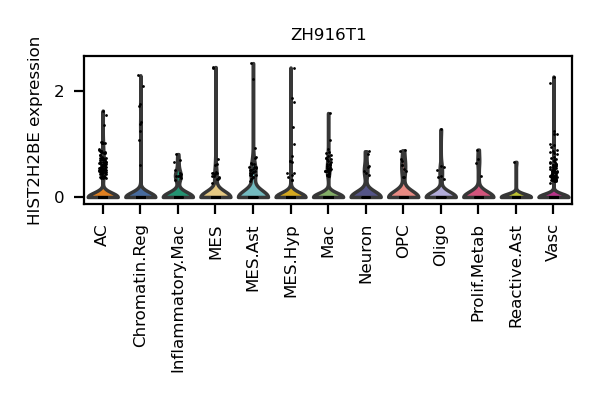 ZH916T1
HIST2H2BE expression
2
0
AC
Chromatin.Reg
Inflammatory.Mac
MES
MES.Ast
MES.Hyp
Mac
Neuron
OPC
Oligo
Prolif.Metab
Reactive.Ast
Vasc